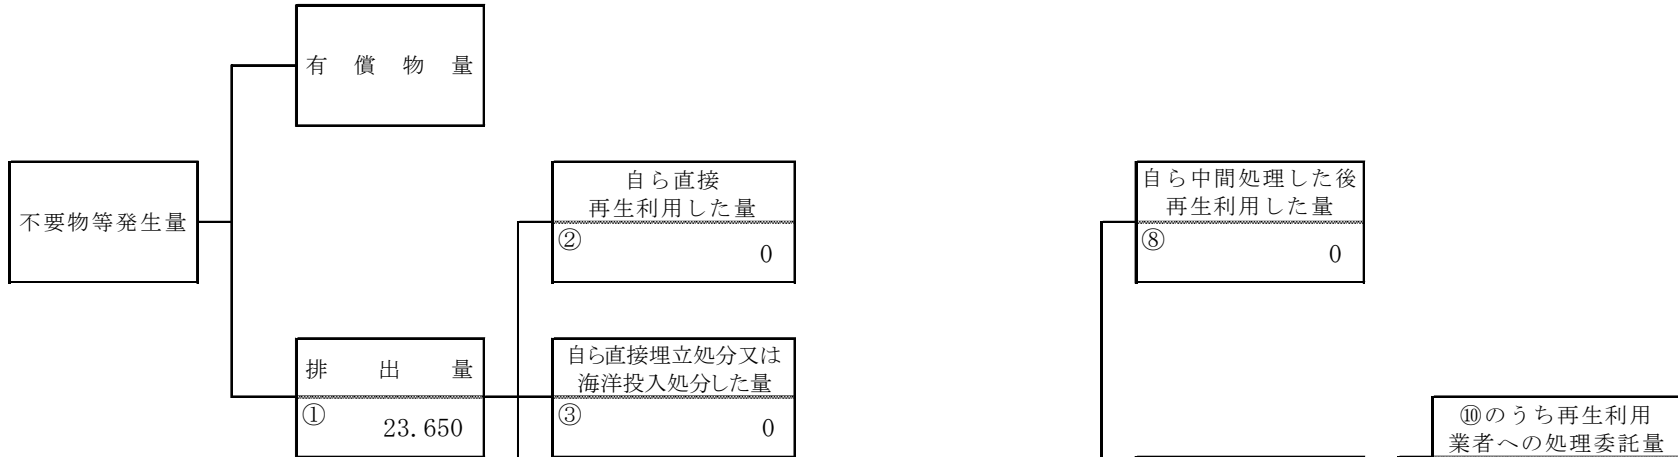 有償物量
不要物等発生量
自ら直接
再生利用した量
②
0
自ら中間処理した後
再生利用した量
⑧
0
排出量
①
23.650
自ら直接埋立処分又は
海洋投入処分した量
③
0
⑩のうち再生利用
業者への処理委託量